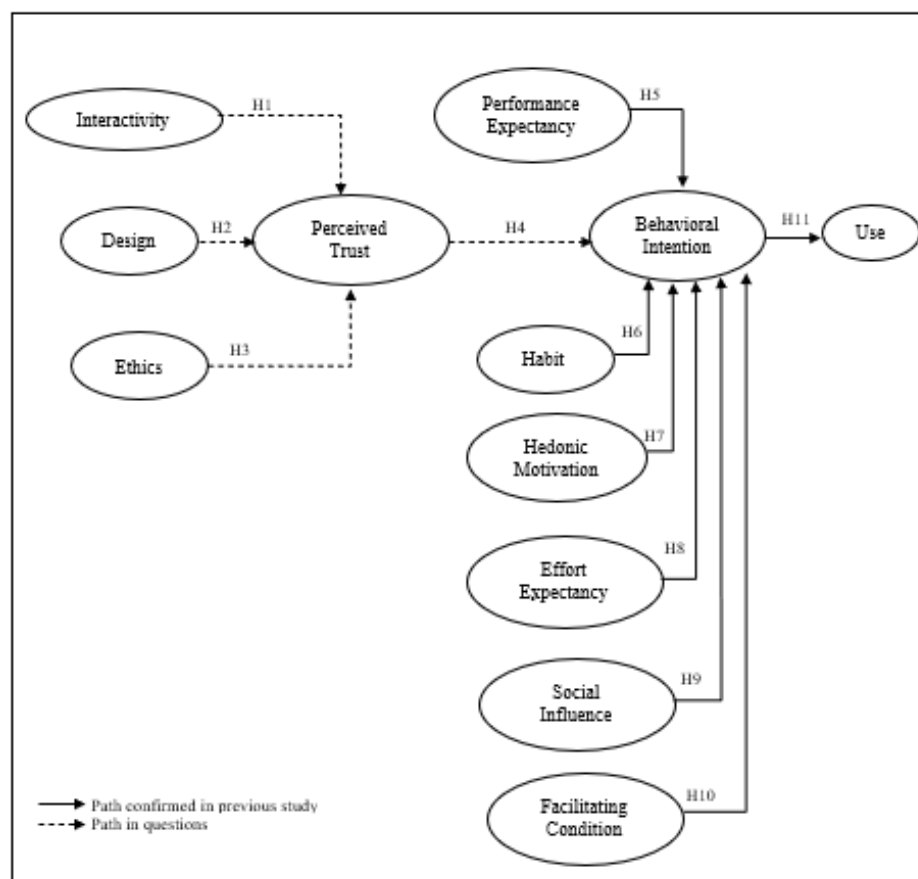 H1
Interactivity
H5
Performance
Expectancy
H2
Design
Perceived
Trust
H4
Behavioral
Intention
H11
Use
H3
Ethics
H6
Habit
H7
Hedonic
Motivation
H8
Effort
Expectancy
H9
Social
Influence
H10
Facilitating
Condition
Path confirmed in previous study
Path in questions